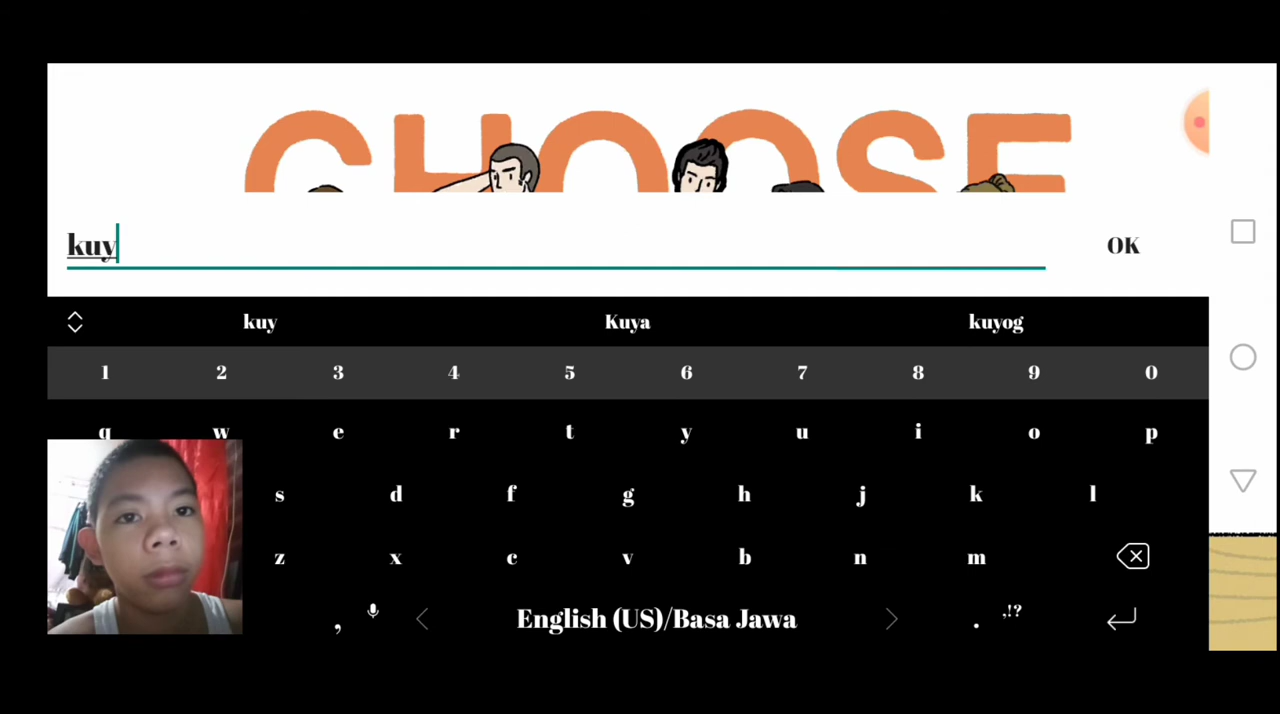 CHOOSE
kuy
OK
kuy Kuya kuyog
1 2 3 4 5 6 7 8 9 0
q w e r t y u i o p
s d f g h j k l
z x c v b n m
, English (US)/Basa Jawa . ,!?